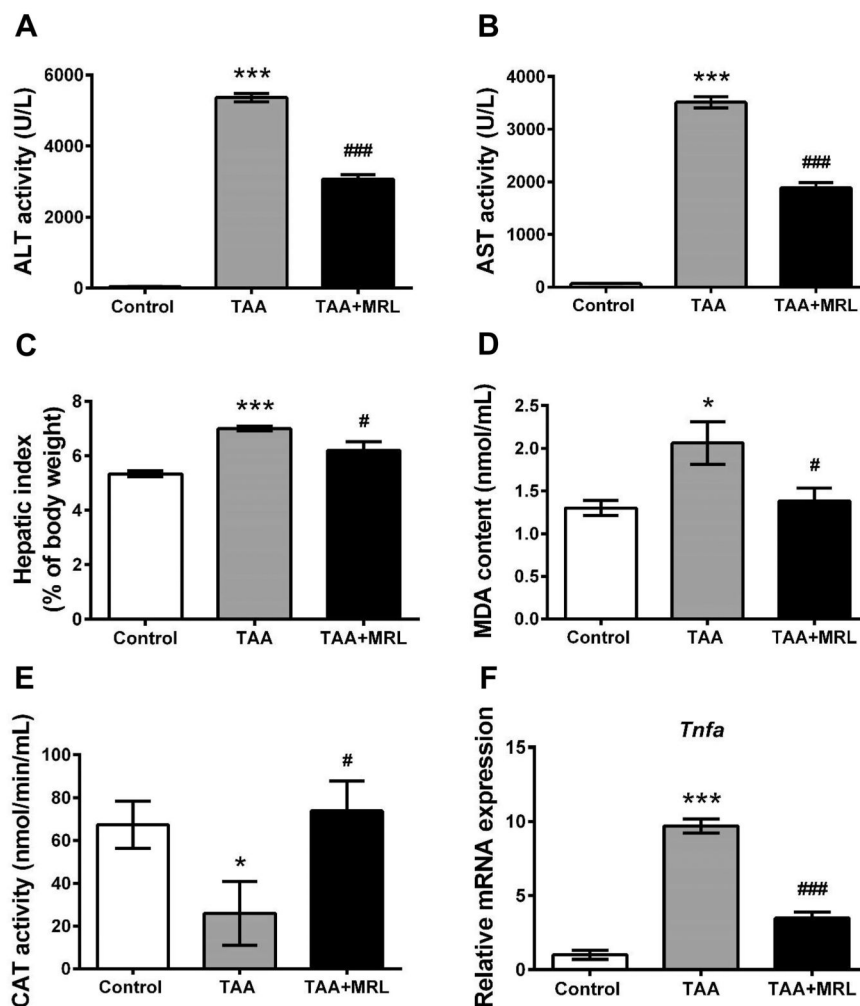 A
ALT activity (U/L)
6000
4000
2000
0
***
###
Control TAA TAA+MRL
B
AST activity (U/L)
4000
3000
2000
1000
0
***
###
Control TAA TAA+MRL
C
Hepatic index
(% of body weight)
8
6
4
2
0
***
#
Control TAA TAA+MRL
D
MDA content (nmol/mL)
2.5
2.0
1.5
1.0
0.5
0.0
*
#
Control TAA TAA+MRL
E
CAT activity (nmol/min/mL)
100
80
60
40
20
0
*
#
Control TAA TAA+MRL
F
Tnfa
Relative mRNA expression
15
10
5
0
***
###
Control TAA TAA+MRL